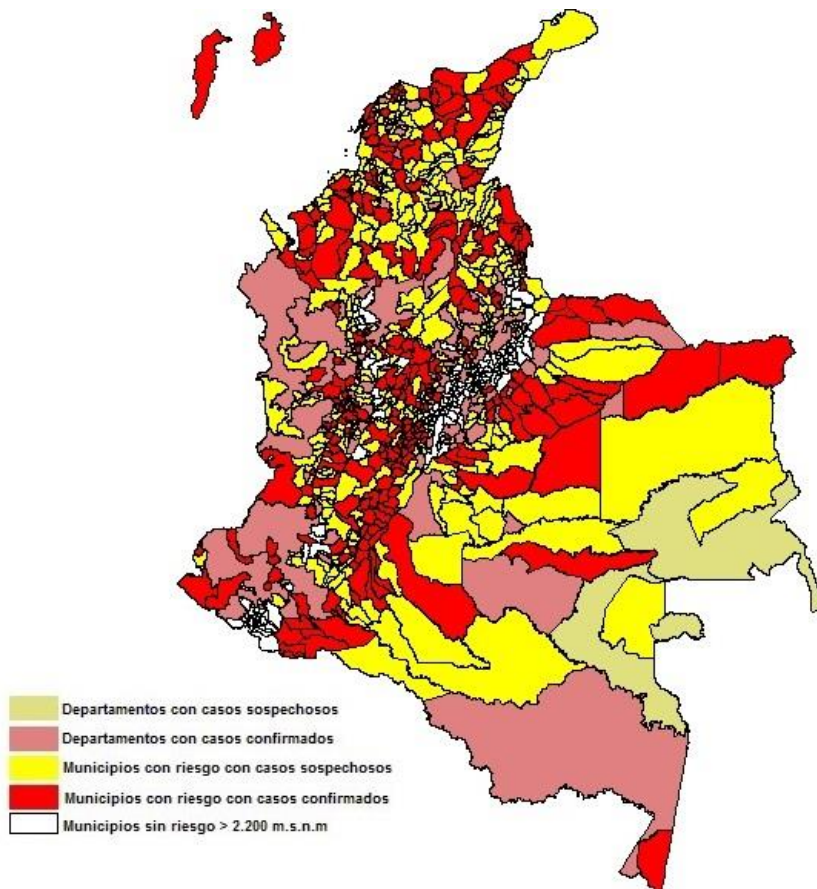 Departamentos con casos sospechosos
Departamentos con casos confirmados
Municipios con riesgo con casos sospechosos
Municipios con riesgo con casos confirmados
Municipios sin riesgo > 2.200 m.s.n.m